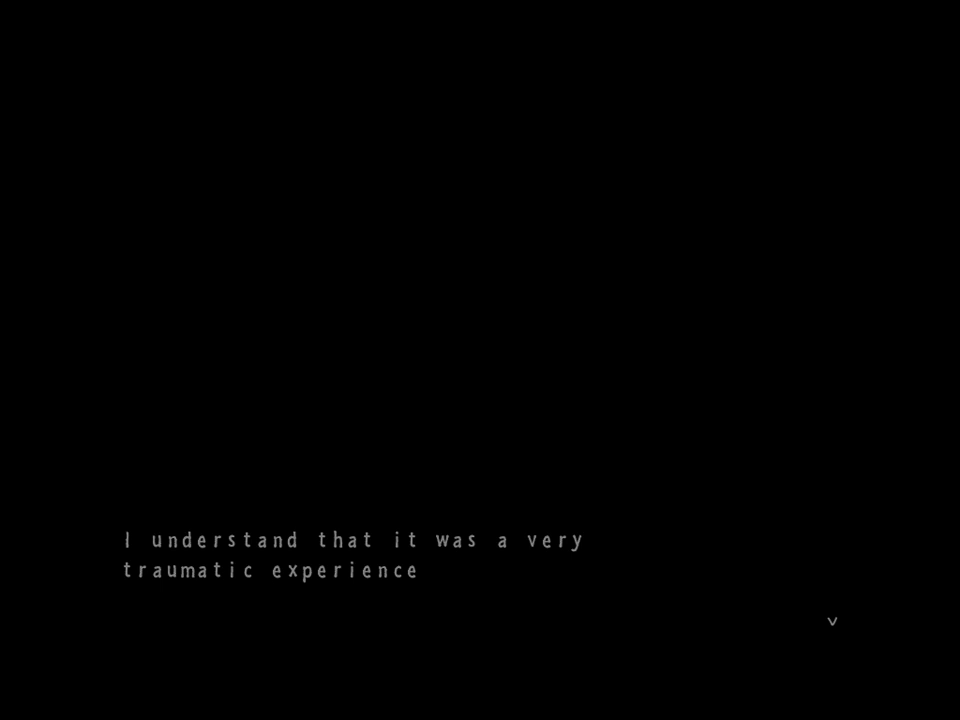 I understand that it was a very
traumatic experience
v